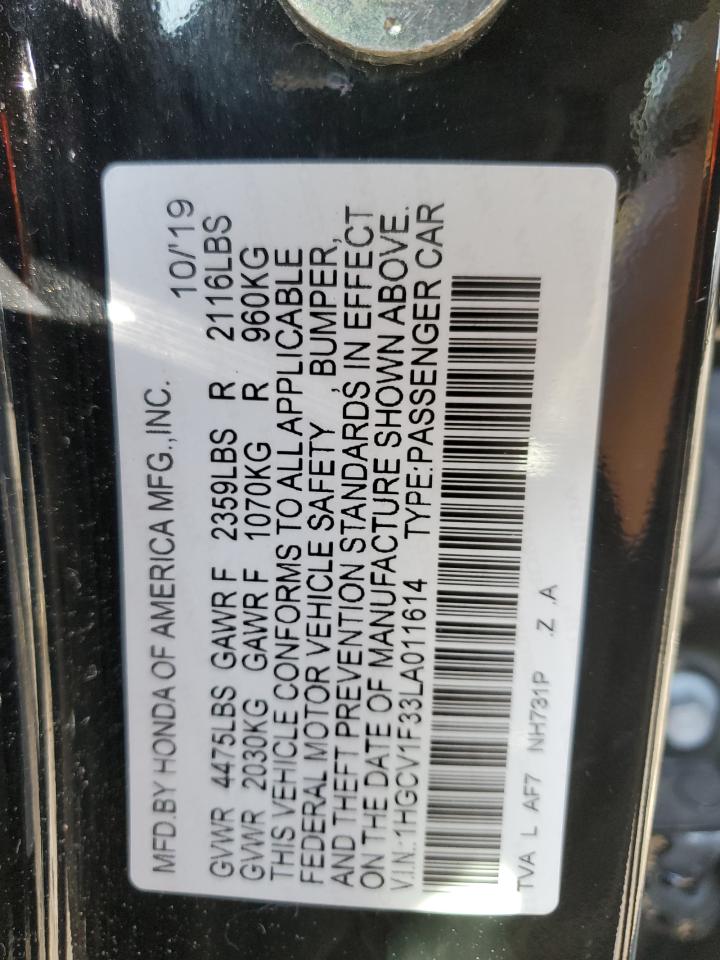 MFD.BY HONDA OF AMERICA MFG.,INC. 10/'19
GVWR 4475LBS GAWR F 2359LBS R 2116LBS
GVWR 2030KG GAWR F 1070KG R 960KG
THIS VEHICLE CONFORMS TO ALL APPLICABLE
FEDERAL MOTOR VEHICLE SAFETY , BUMPER,
AND THEFT PREVENTION STANDARDS IN EFFECT
ON THE DATE OF MANUFACTURE SHOWN ABOVE.
V.I.N.:1HGCV1F33LA011614 TYPE:PASSENGER CAR
TVA L AF7 NH731P .Z .A